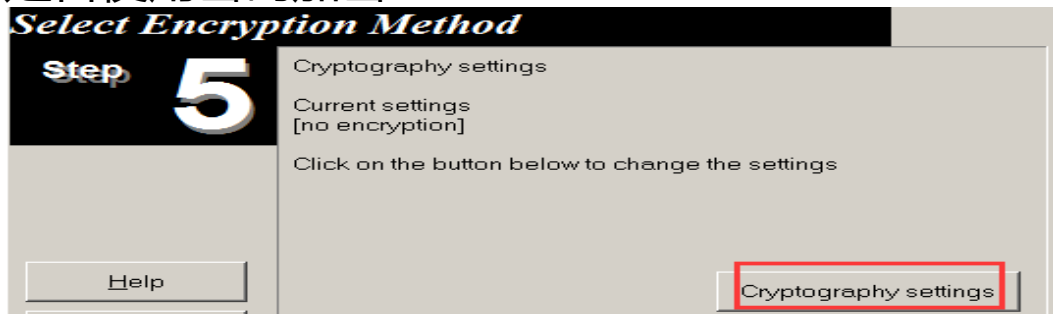 Select Encryption Method
Step 5
Cryptography settings
Current settings
[no encryption]
Click on the button below to change the settings
Help
Cryptography settings